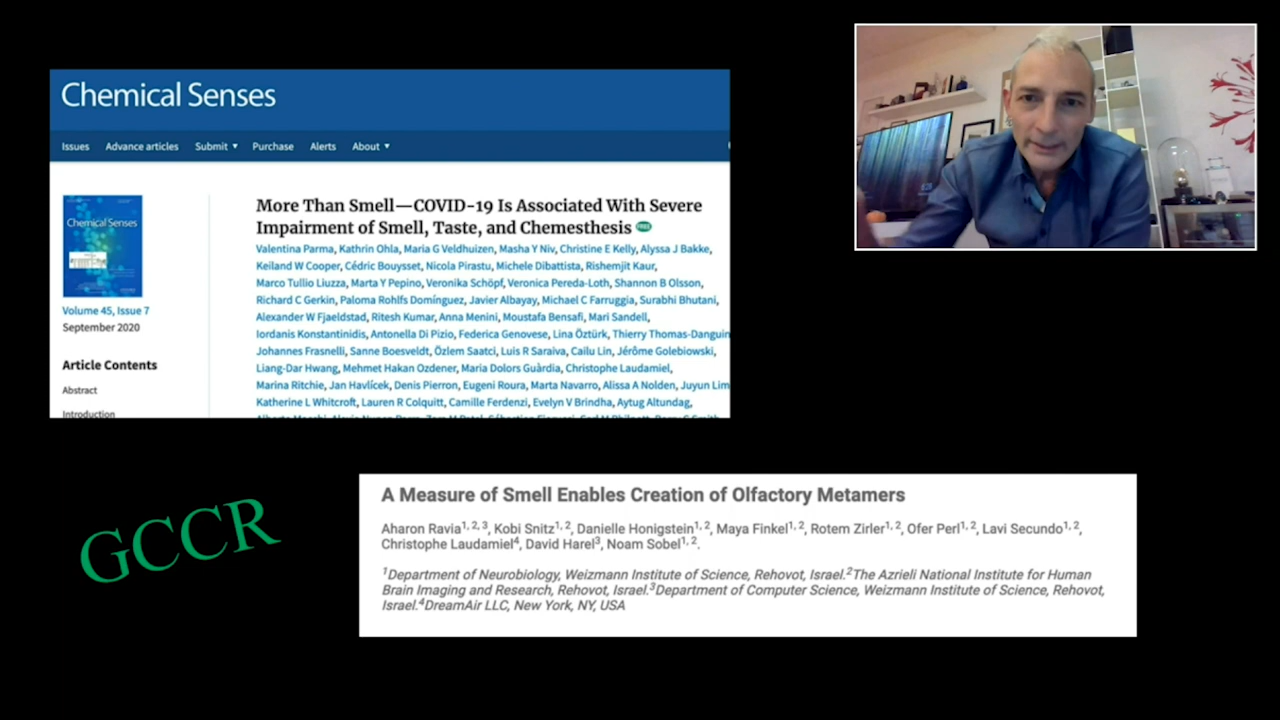 Chemical Senses
Issues Advance articles Submit ▼ Purchase Alerts About ▼
Chemical Senses
Volume 45, Issue 7
September 2020
Article Contents
Abstract
Introduction
More Than Smell—COVID-19 Is Associated With Severe
Impairment of Smell, Taste, and Chemesthesis FREE
Valentina Parma, Kathrin Ohla, Maria G Veldhuizen, Masha Y Niv, Christine E Kelly, Alyssa J Bakke,
Keiland W Cooper, Cédric Bouysset, Nicola Pirastu, Michele Dibattista, Rishemjit Kaur,
Marco Tullio Liuzza, Marta Y Pepino, Veronika Schöpf, Veronica Pereda-Loth, Shannon B Olsson,
Richard C Gerkin, Paloma Rohlfs Domínguez, Javier Albayay, Michael C Farruggia, Surabhi Bhutani,
Alexander W Fjaeldstad, Ritesh Kumar, Anna Menini, Moustafa Bensafi, Mari Sandell,
Iordanis Konstantinidis, Antonella Di Pizio, Federica Genovese, Lina Öztürk, Thierry Thomas-Danguin
Johannes Frasnelli, Sanne Boesveldt, Özlem Saatci, Luis R Saraiva, Cailu Lin, Jérôme Golebiowski,
Liang-Dar Hwang, Mehmet Hakan Ozdener, Maria Dolors Guàrdia, Christophe Laudamiel,
Marina Ritchie, Jan Havlícek, Denis Pierron, Eugeni Roura, Marta Navarro, Alissa A Nolden, Juyun Lim
Katherine L Whitcroft, Lauren R Colquitt, Camille Ferdenzi, Evelyn V Brindha, Aytug Altundag,
GCCR
A Measure of Smell Enables Creation of Olfactory Metamers
Aharon Ravia1, 2, 3, Kobi Snitz1, 2, Danielle Honigstein1, 2, Maya Finkel1, 2, Rotem Zirler1, 2, Ofer Perl1, 2, Lavi Secundo1, 2,
Christophe Laudamiel4, David Harel3, Noam Sobel1, 2.
1Department of Neurobiology, Weizmann Institute of Science, Rehovot, Israel.2The Azrieli National Institute for Human
Brain Imaging and Research, Rehovot, Israel.3Department of Computer Science, Weizmann Institute of Science, Rehovot,
Israel.4DreamAir LLC, New York, NY, USA